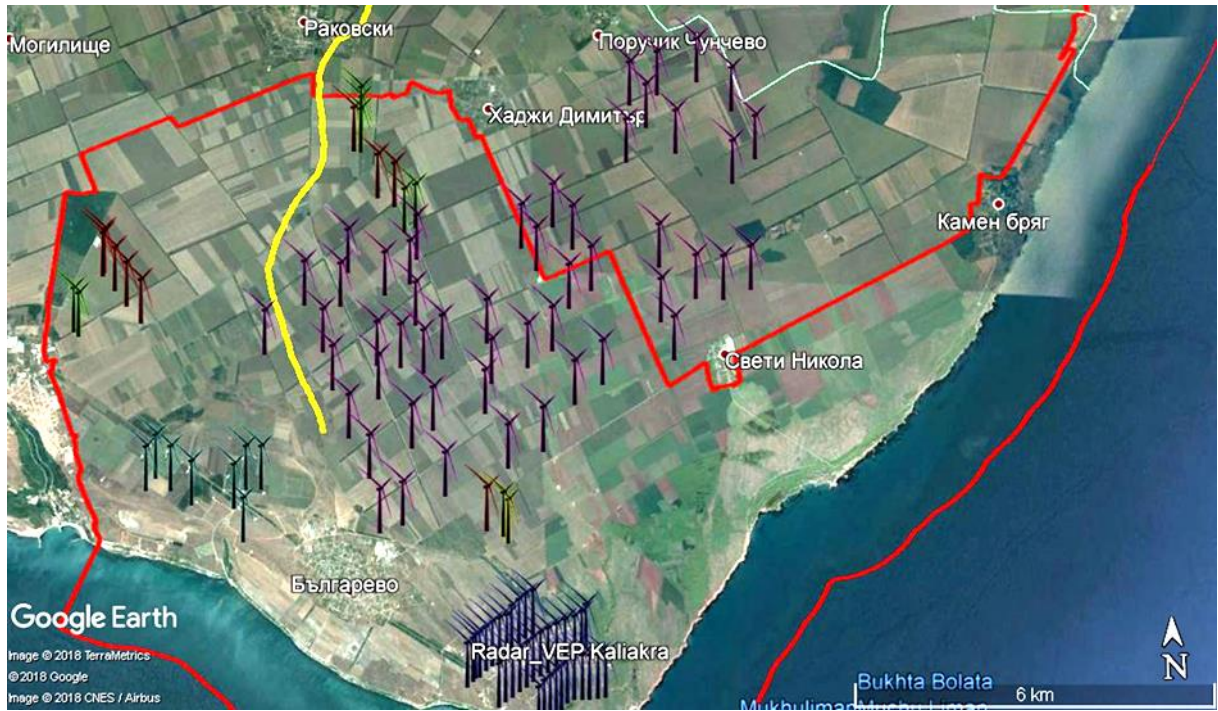 Раковски
Могилище
Поручик Чунчево
Хаджи Димитър
Камен бряг
Свети Никола
Българево
Google Earth
Radar_VEP Kaliakra
Image © 2018 TerraMetrics
© 2018 Google
Image © 2018 CNES / Airbus
N
Bukhta Bolata
6 km